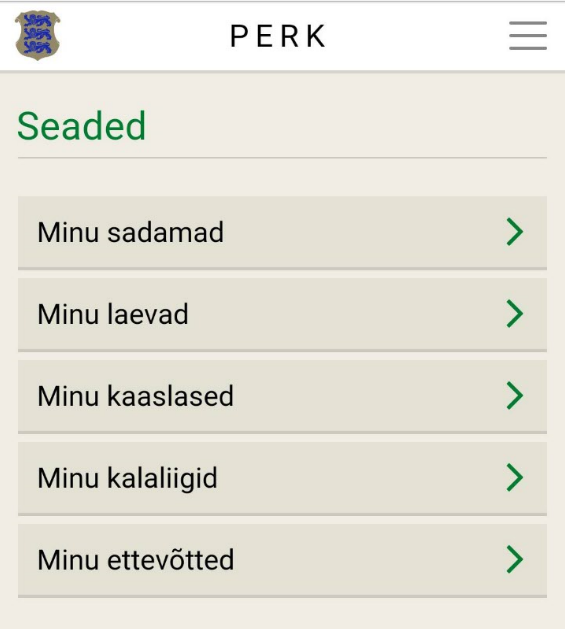 PERK
Seaded
Minu sadamad
Minu laevad
Minu kaaslased
Minu kalaliigid
Minu ettevõtted